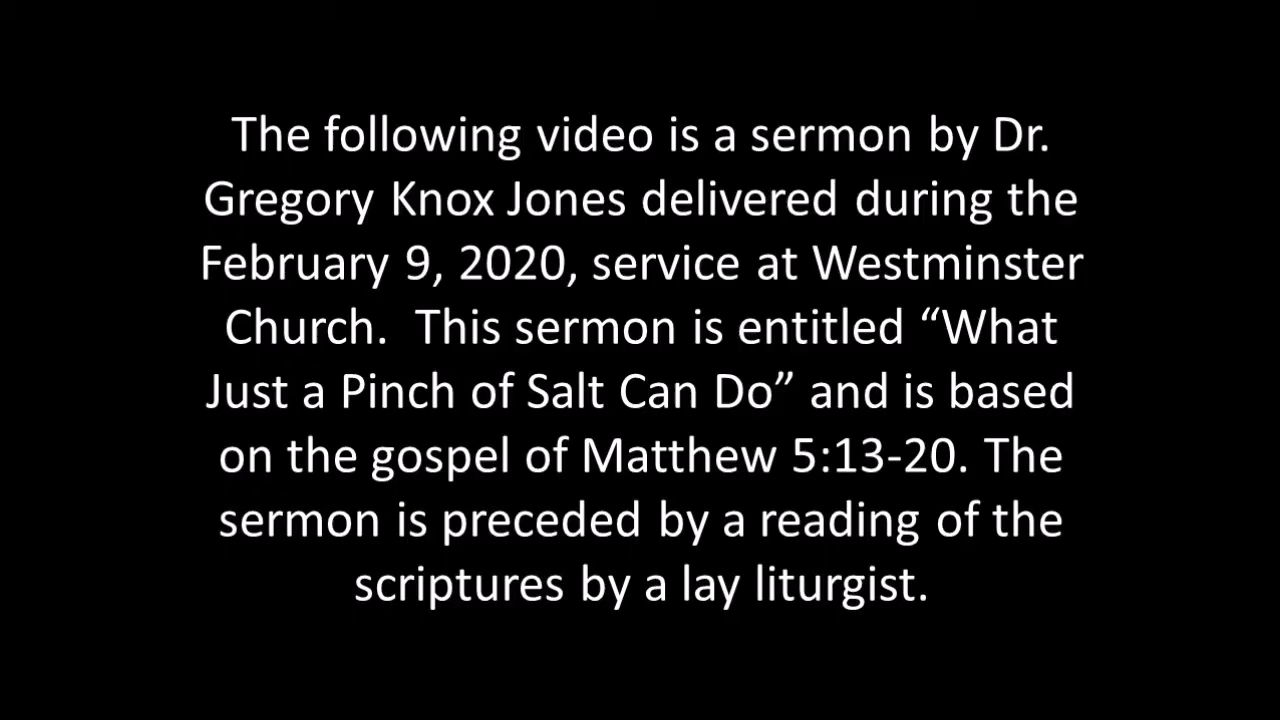 The following video is a sermon by Dr.
Gregory Knox Jones delivered during the
February 9, 2020, service at Westminster
Church.  This sermon is entitled “What
Just a Pinch of Salt Can Do” and is based
on the gospel of Matthew 5:13-20. The
sermon is preceded by a reading of the
scriptures by a lay liturgist.